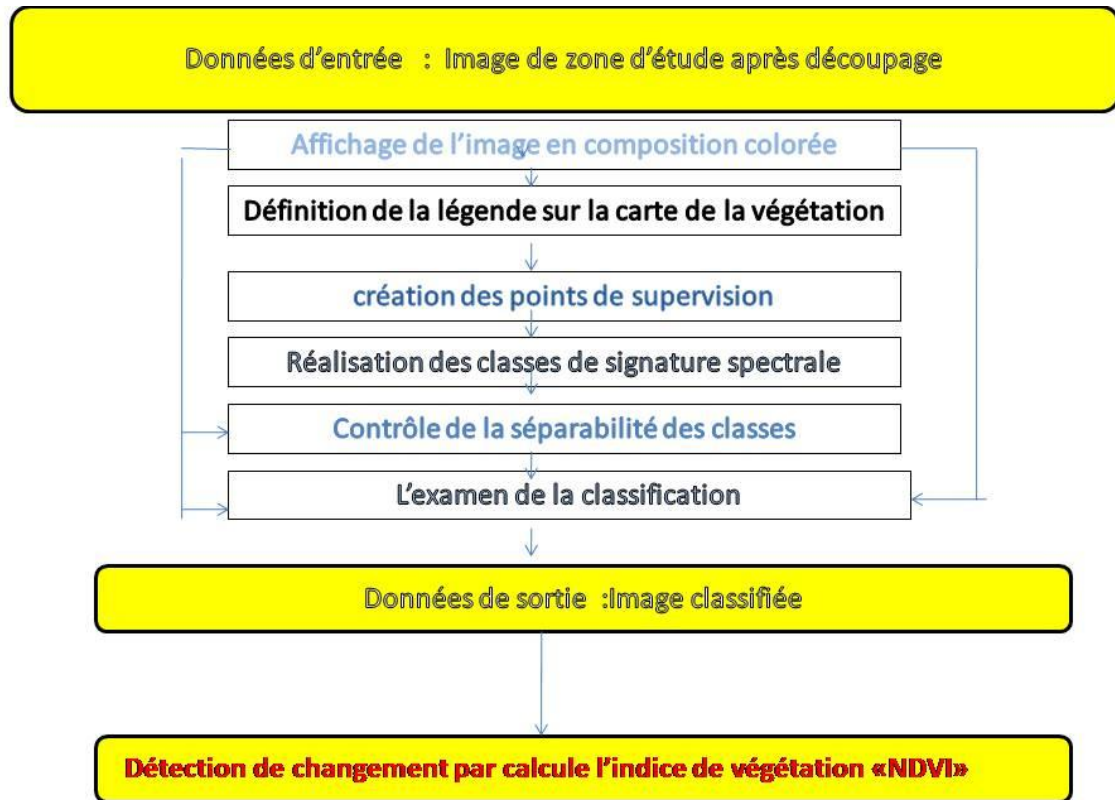 Données d'entrée : Image de zone d'étude après découpage
Affichage de l'image en composition colorée
Définition de la légende sur la carte de la végétation
création des points de supervision
Réalisation des classes de signature spectrale
Contrôle de la séparabilité des classes
L'examen de la classification
Données de sortie :Image classifiée
Détection de changement par calcule l'indice de végétation «NDVI»